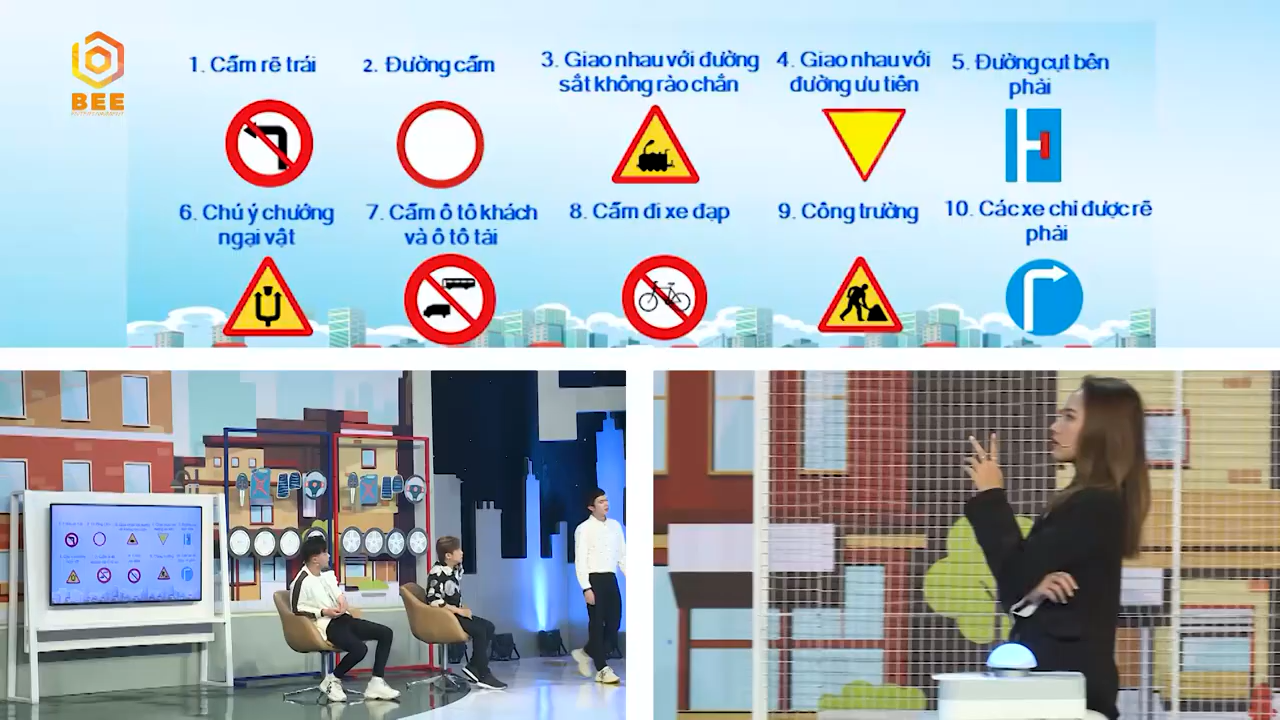 BEE
ENTERTAINMENT
1. Cấm rẽ trái
2. Đường cấm
3. Giao nhau với đường
sắt không rào chắn
4. Giao nhau với
đường ưu tiên
5. Đường cụt bên
phải
6. Chú ý chướng
ngại vật
7. Cấm ô tô khách
và ô tô tải
8. Cấm đi xe đạp
9. Công trường
10. Các xe chỉ được rẽ
phải